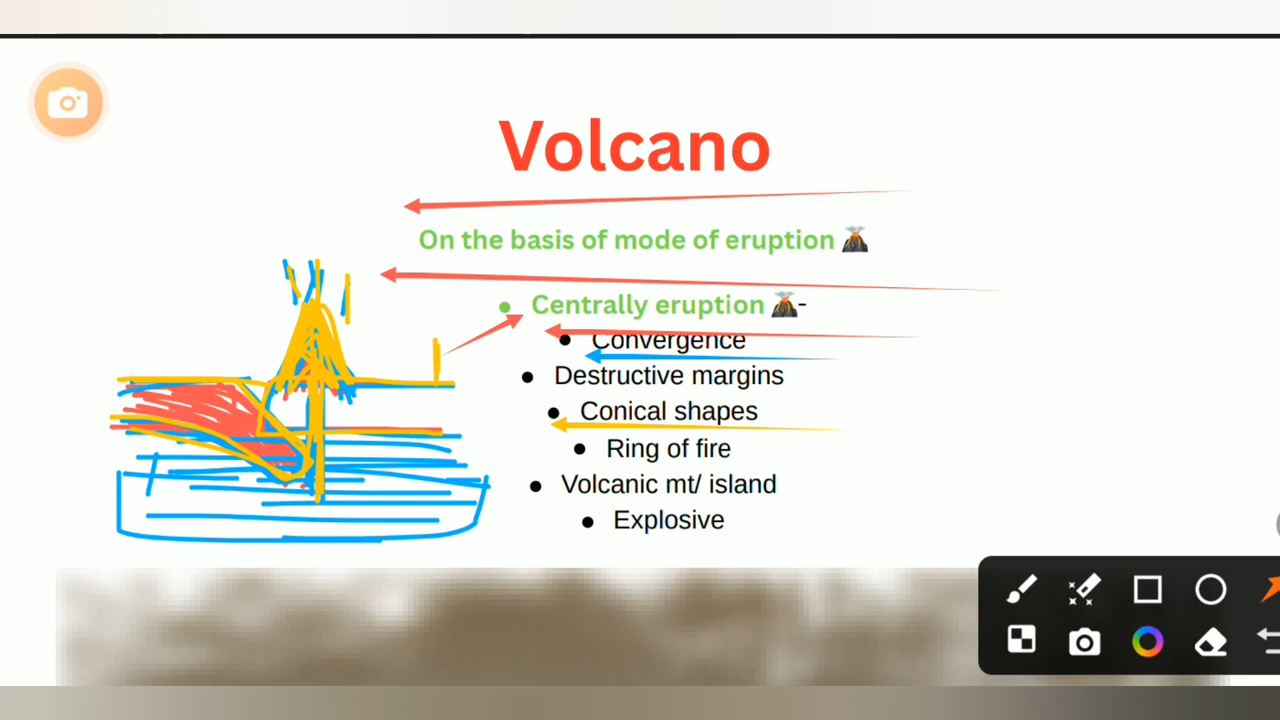 Volcano
On the basis of mode of eruption 🌋
• Centrally eruption 🌋-
• Convergence
• Destructive margins
• Conical shapes
• Ring of fire
• Volcanic mt/ island
• Explosive